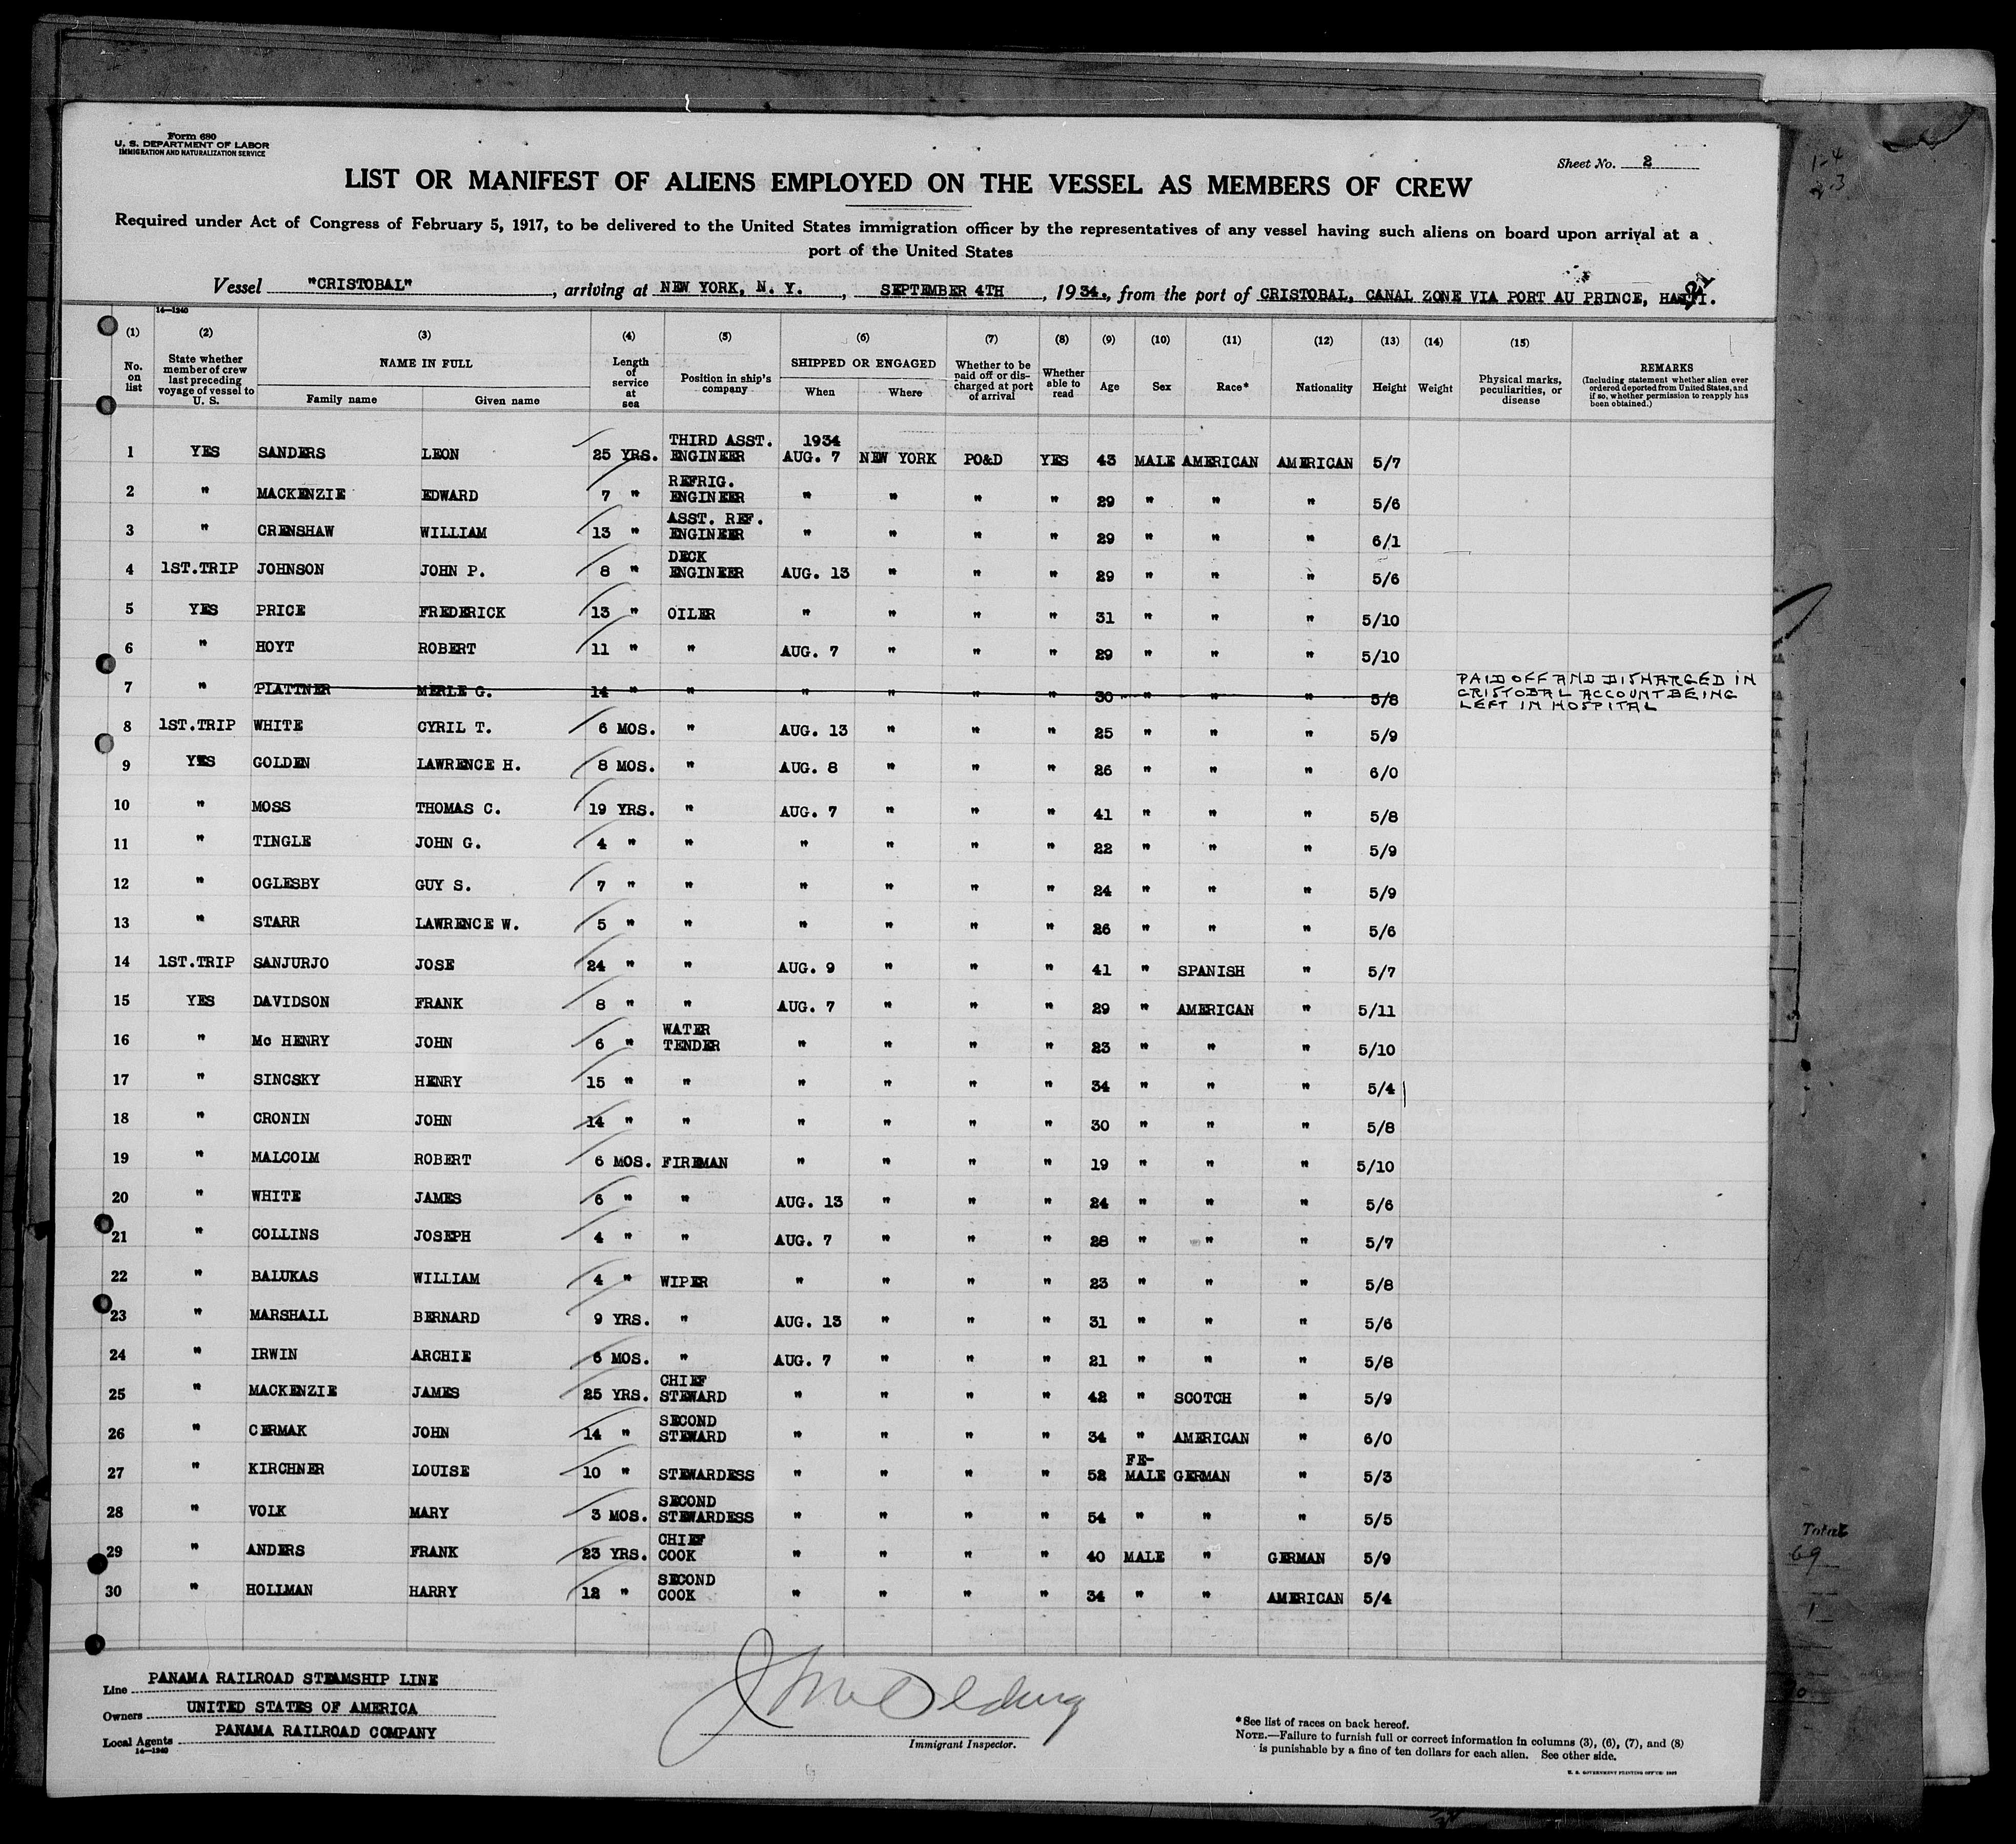 Form 680
U. S. DEPARTMENT OF LABOR
IMMIGRATION AND NATURALIZATION SERVICE
Sheet No. 2
LIST OR MANIFEST OF ALIENS EMPLOYED ON THE VESSEL AS MEMBERS OF CREW
Required under Act of Congress of February 5, 1917, to be delivered to the United States immigration officer by the representatives of any vessel having such aliens on board upon arrival at a
port of the United States
Vessel "CRISTOBAL", arriving at NEW YORK, N. Y., SEPTEMBER 4TH, 1934., from the port of CRISTOBAL, CANAL ZONE VIA PORT AU PRINCE, HAITI.
14—1240
(1) (2) (3) (4) (5) (6) (7) (8) (9) (10) (11) (12) (13) (14) (15)
No. on list State whether member of crew last preceding voyage of vessel to U. S. NAME IN FULL Family name Given name Length of service at sea Position in ship's company SHIPPED OR ENGAGED When Where Whether to be paid off or discharged at port of arrival Whether able to read Age Sex Race* Nationality Height Weight Physical marks, peculiarities, or disease REMARKS (Including statement whether alien ever ordered deported from United States, and if so, whether permission to reapply has been obtained.)
1 YES SANDERS LEON 25 YRS. THIRD ASST. ENGINEER 1934 AUG. 7 NEW YORK PO&D YES 43 MALE AMERICAN AMERICAN 5/7
2 " MACKENZIE EDWARD 7 " REFRIG. ENGINEER " " " " 29 " " " 5/6
3 " CRENSHAW WILLIAM 13 " ASST. REF. ENGINEER " " " " 29 " " " 6/1
4 1ST.TRIP JOHNSON JOHN P. 8 " DECK ENGINEER AUG. 13 " " " 29 " " " 5/6
5 YES PRICE FREDERICK 13 " OILER " " " " 31 " " " 5/10
6 " HOYT ROBERT 11 " " AUG. 7 " " " 29 " " " 5/10
7 " PLATTNER MERLE G. 14 " " " " " " 30 " " " 5/8 PAID OFF AND DISHARGED IN CRISTOBAL ACCOUNT BEING LEFT IN HOSPITAL
8 1ST.TRIP WHITE CYRIL T. 6 MOS. " AUG. 13 " " " 25 " " " 5/9
9 YES GOLDEN LAWRENCE H. 8 MOS. " AUG. 8 " " " 26 " " " 6/0
10 " MOSS THOMAS C. 19 YRS. " AUG. 7 " " " 41 " " " 5/8
11 " TINGLE JOHN G. 4 " " " " " " 22 " " " 5/9
12 " OGLESBY GUY S. 7 " " " " " " 24 " " " 5/9
13 " STARR LAWRENCE W. 5 " " " " " " 26 " " " 5/6
14 1ST.TRIP SANJURJO JOSE 24 " " AUG. 9 " " " 41 " SPANISH " 5/7
15 YES DAVIDSON FRANK 8 " " AUG. 7 " " " 29 " AMERICAN " 5/11
16 " Mc HENRY JOHN 6 " WATER TENDER " " " " 23 " " " 5/10
17 " SINCSKY HENRY 15 " " " " " " 34 " " " 5/4
18 " CRONIN JOHN 14 " " " " " " 30 " " " 5/8
19 " MALCOLM ROBERT 6 MOS. FIREMAN " " " " 19 " " " 5/10
20 " WHITE JAMES 6 " " AUG. 13 " " " 24 " " " 5/6
21 " COLLINS JOSEPH 4 " " AUG. 7 " " " 28 " " " 5/7
22 " BALUKAS WILLIAM 4 " WIPER " " " " 23 " " " 5/8
23 " MARSHALL BERNARD 9 YRS. " AUG. 13 " " " 31 " " " 5/6
24 " IRWIN ARCHIE 6 MOS. " AUG. 7 " " " 21 " " " 5/8
25 " MACKENZIE JAMES 25 YRS. CHIEF STEWARD " " " " 42 " SCOTCH " 5/9
26 " CERMAK JOHN 14 " SECOND STEWARD " " " " 34 " AMERICAN " 6/0
27 " KIRCHNER LOUISE 10 " STEWARDESS " " " " 52 FE-MALE GERMAN " 5/3
28 " VOLK MARY 3 MOS. SECOND STEWARDESS " " " " 54 " " " 5/5
29 " ANDERS FRANK 23 YRS. CHIEF COOK " " " " 40 MALE " GERMAN 5/9
30 " HOLLMAN HARRY 12 " SECOND COOK " " " " 34 " " AMERICAN 5/4
Line PANAMA RAILROAD STEAMSHIP LINE
Owners UNITED STATES OF AMERICA
Local Agents PANAMA RAILROAD COMPANY
14—1240
Immigrant Inspector.
*See list of races on back hereof.
NOTE.—Failure to furnish full or correct information in columns (3), (6), (7), and (8)
is punishable by a fine of ten dollars for each alien. See other side.
U. S. GOVERNMENT PRINTING OFFICE
1-4
2-3
Total
69
1